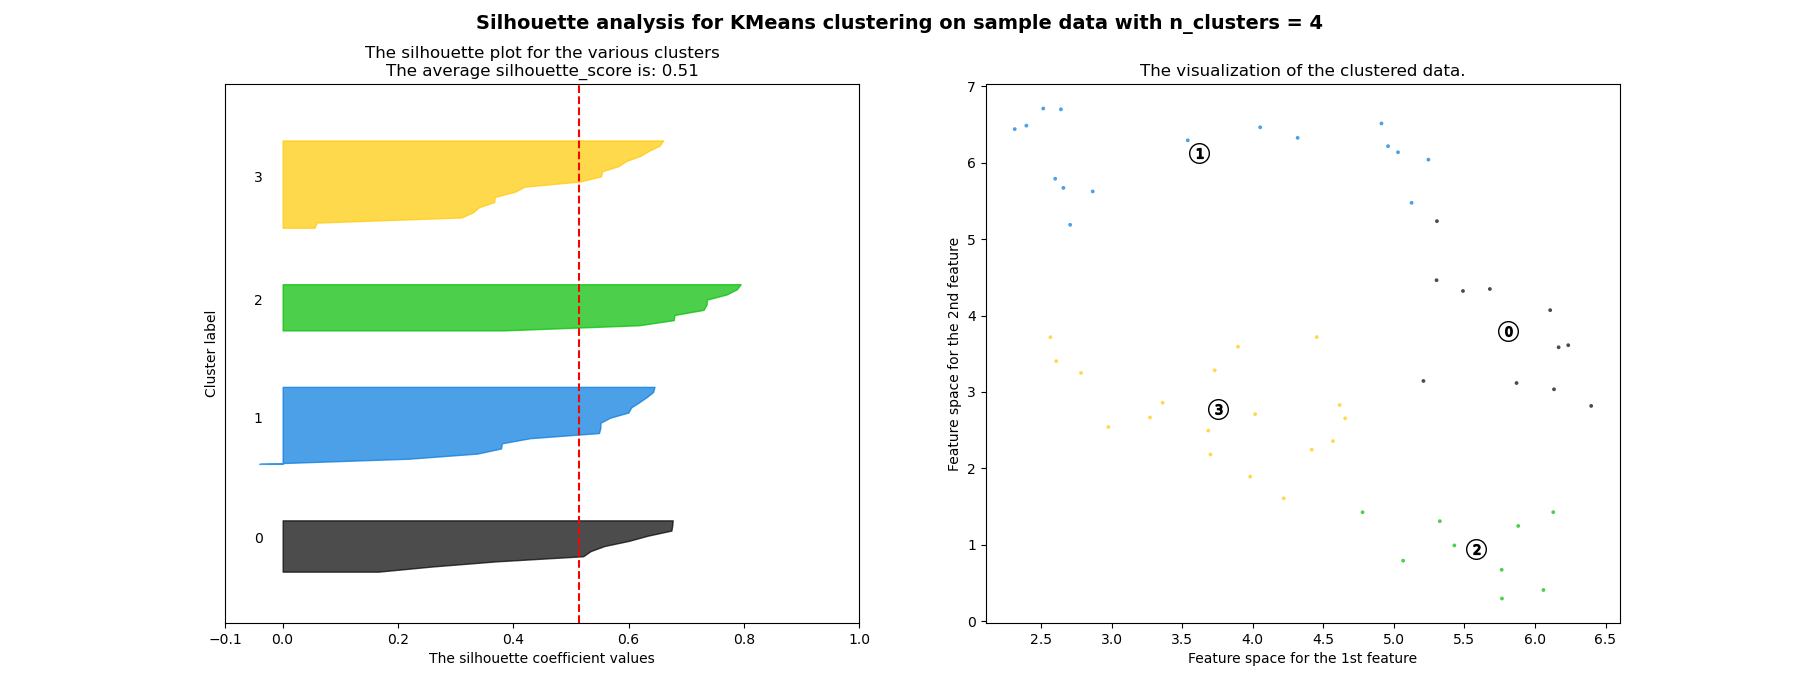 Silhouette analysis for KMeans clustering on sample data with n_clusters = 4
The silhouette plot for the various clusters
The average silhouette_score is: 0.51
Cluster label
3
2
1
0
−0.1 0.0 0.2 0.4 0.6 0.8 1.0
The silhouette coefficient values
The visualization of the clustered data.
Feature space for the 2nd feature
7
6
5
4
3
2
1
0
1
0
3
2
2.5 3.0 3.5 4.0 4.5 5.0 5.5 6.0 6.5
Feature space for the 1st feature